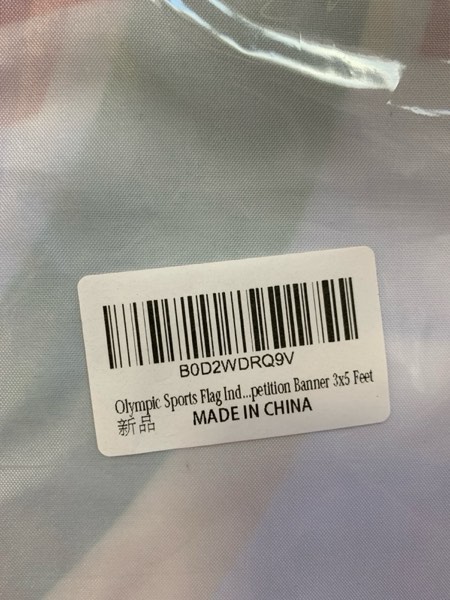 B0D2WDRQ9V
Olympic Sports Flag Ind...petition Banner 3x5 Feet
新品
MADE IN CHINA